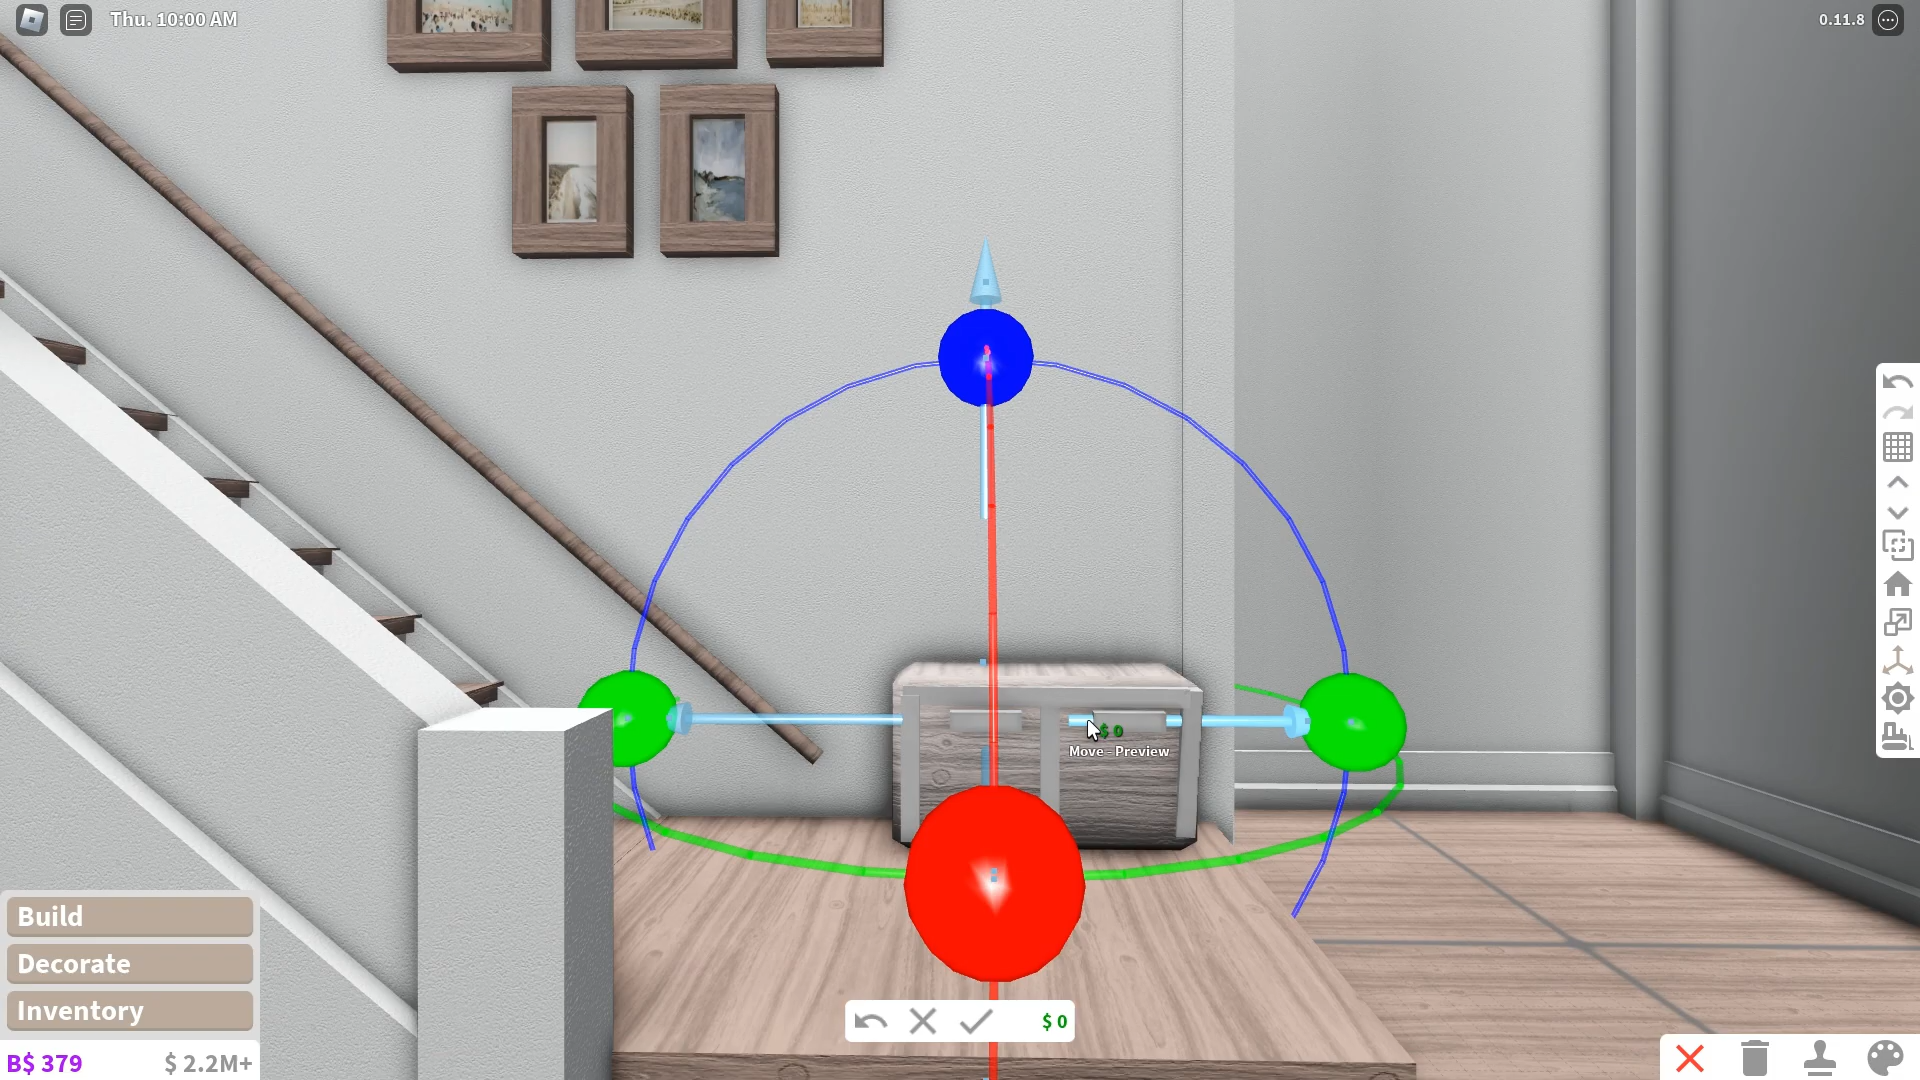 Thu. 10:00 AM
0.11.8
$ 0
Move - Preview
Build
Decorate
Inventory
B$ 379
$ 2.2M+
$ 0